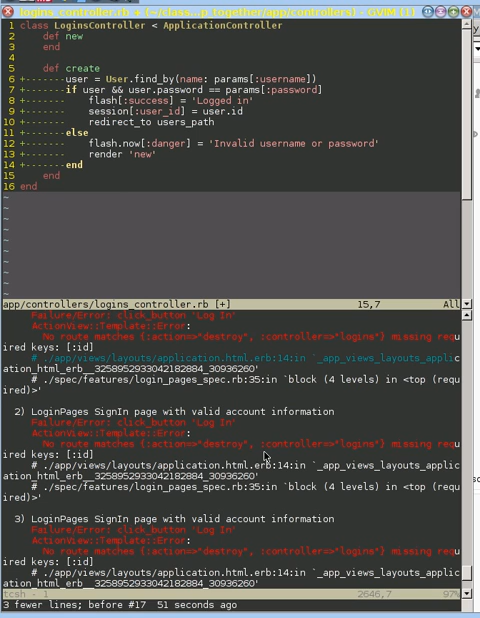 logins_controller.rb + (~/class...p_together/app/controllers) - GVIM (1)
1 class LoginsController < ApplicationController
2     def new
3     end
4
5     def create
6 +-------user = User.find_by(name: params[:username])
7 +-------if user && user.password == params[:password]
8 +-------    flash[:success] = 'Logged in'
9 +-------    session[:user_id] = user.id
10 +-------    redirect_to users_path
11 +-------else
12 +-------    flash.now[:danger] = 'Invalid username or password'
13 +-------    render 'new'
14 +-------end
15     end
16 end
~
~
~
~
~
~
~
~
~
app/controllers/logins_controller.rb [+] 15,7 All
Failure/Error: click_button 'Log In'
ActionView::Template::Error:
No route matches {:action=>"destroy", :controller=>"logins"} missing requ
ired keys: [:id]
# ./app/views/layouts/application.html.erb:14:in `_app_views_layouts_applic
ation_html_erb__3258952933042182884_30936260'
# ./spec/features/login_pages_spec.rb:35:in `block (4 levels) in <top (requ
ired)>'
2) LoginPages SignIn page with valid account information
Failure/Error: click_button 'Log In'
ActionView::Template::Error:
No route matches {:action=>"destroy", :controller=>"logins"} missing requ
ired keys: [:id]
# ./app/views/layouts/application.html.erb:14:in `_app_views_layouts_applic
ation_html_erb__3258952933042182884_30936260'
# ./spec/features/login_pages_spec.rb:35:in `block (4 levels) in <top (requ
ired)>'
3) LoginPages SignIn page with valid account information
Failure/Error: click_button 'Log In'
ActionView::Template::Error:
No route matches {:action=>"destroy", :controller=>"logins"} missing requ
ired keys: [:id]
# ./app/views/layouts/application.html.erb:14:in `_app_views_layouts_applic
ation_html_erb__3258952933042182884_30936260'
tcsh - 1 2646,7 97%
3 fewer lines; before #17  51 seconds ago